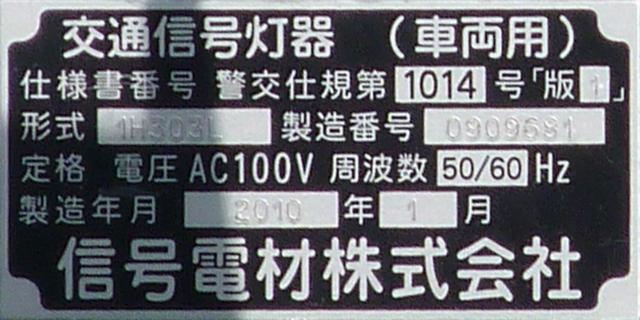 交通信号灯器 (車両用)
仕様書番号 警交仕規第 1014 号「版1」
形式 1H303L 製造番号 0909691
定格 電圧 AC100V 周波数 50/60 Hz
製造年月 2010 年 1 月
信号電材株式会社